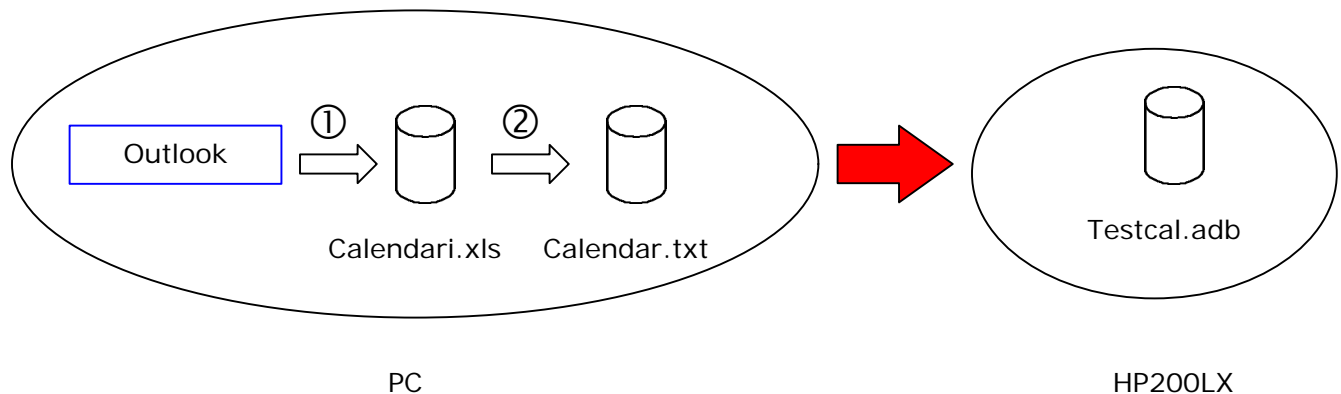 ① ②
Outlook
Calendari.xls Calendar.txt
Testcal.adb
PC
HP200LX